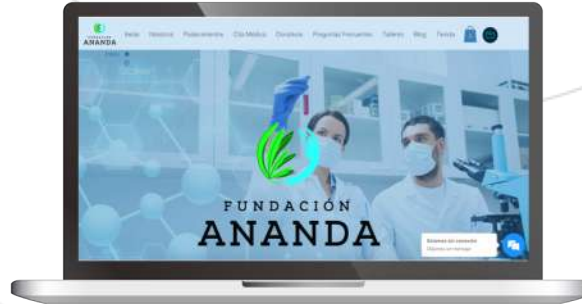 FUNDACIÓN
ANANDA
Inicio Nosotros Padecimientos Cita Médica Donativos Preguntas Frecuentes Talleres Blog Tienda
FUNDACIÓN
ANANDA